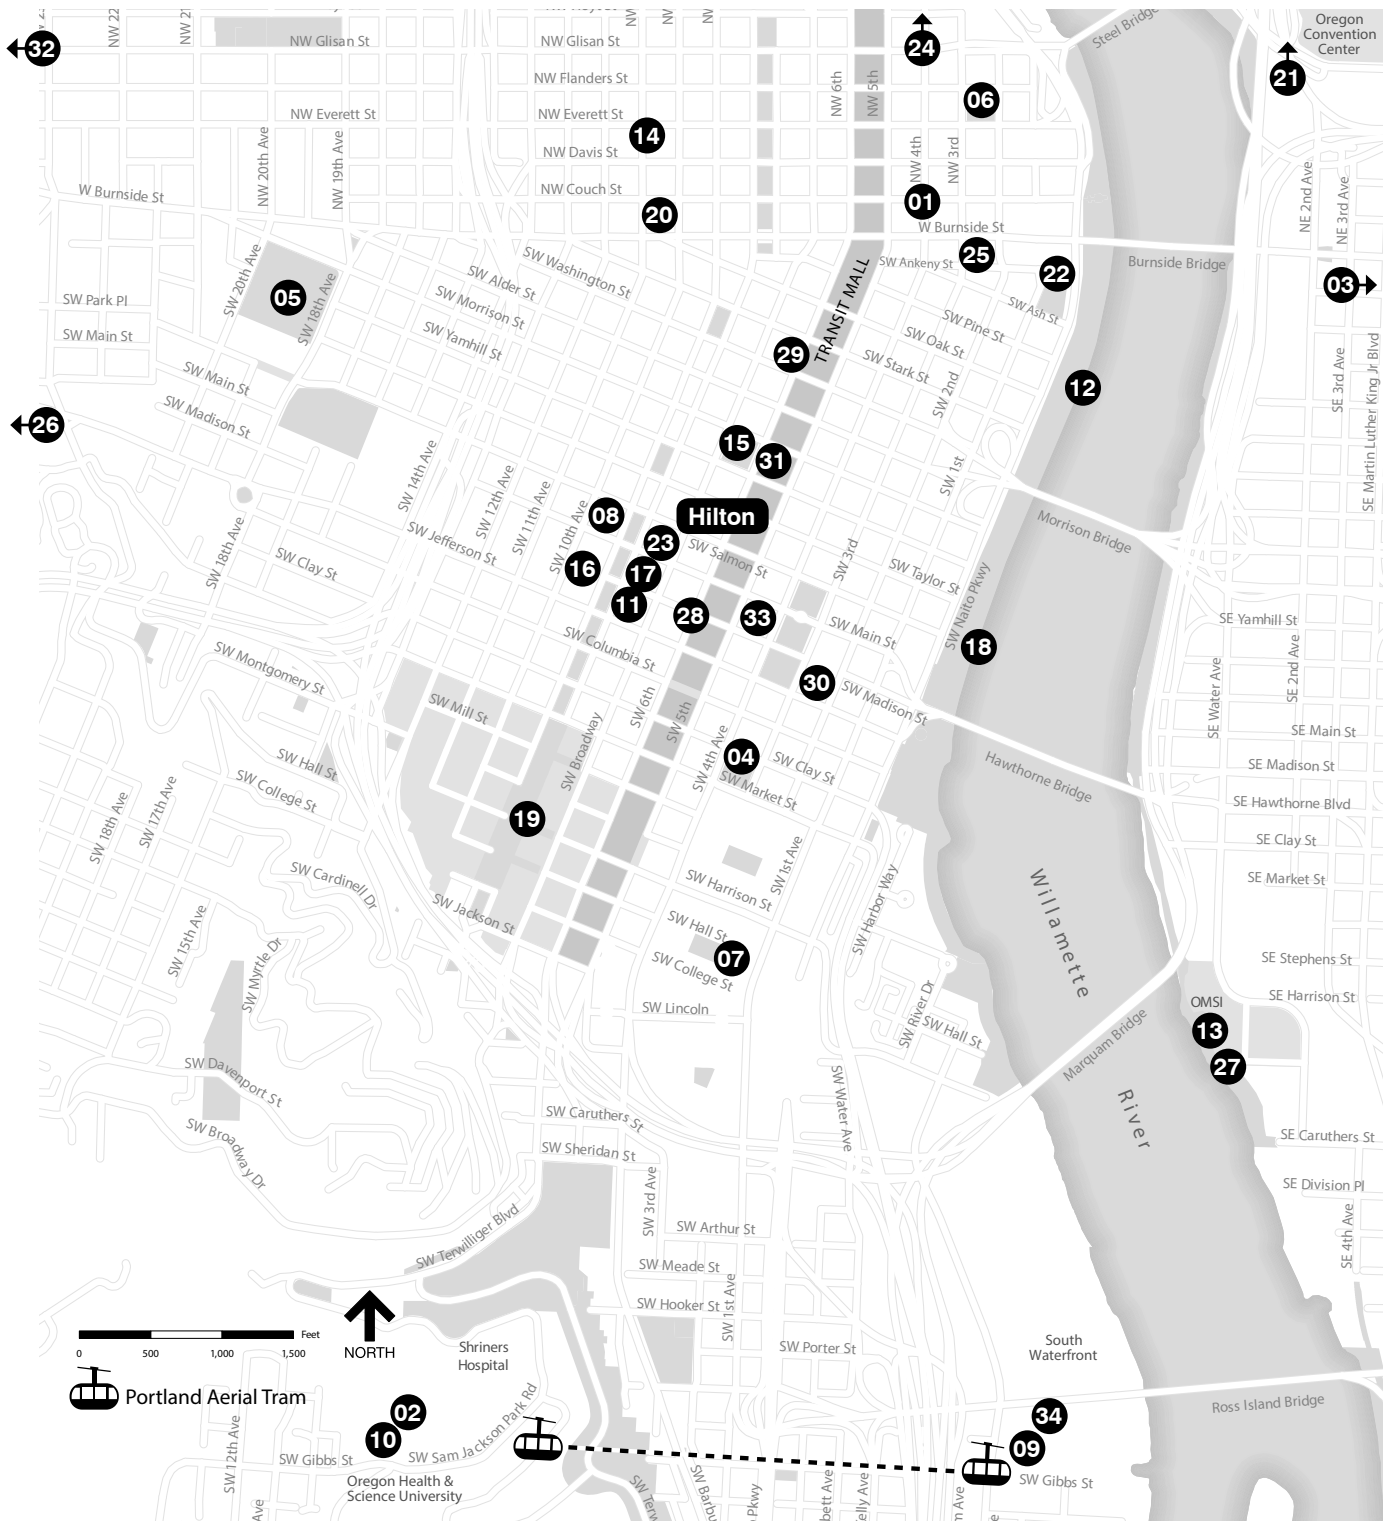 NW 22
NW 21
NW Glisan St
NW Glisan St
Steel Bridge
Oregon
Convention
Center
32
24
21
NW Flanders St
NW 6th
NW 5th
06
NW Everett St
NW Everett St
14
NW 20th Ave
NW 19th Ave
NW Davis St
NW 4th
NW 3rd
NW Couch St
W Burnside St
20
01
W Burnside St
NE 2nd Ave
NE 3rd Ave
25
SW Ankeny St
Burnside Bridge
22
03
SW Washington St
SW Alder St
SW Morrison St
SW Yamhill St
SW 20th Ave
SW 18th Ave
05
SW Park Pl
SW Main St
TRANSIT MALL
SW Ash St
SW Pine St
SW Oak St
SW Stark St
29
SW 2nd
12
SE 3rd Ave
SE Martin Luther King Jr Blvd
SW Main St
SW Madison St
26
15
31
SW 14th Ave
SW 12th Ave
SW 11th Ave
SW 10th Ave
SW 1st
08
Hilton
Morrison Bridge
23
SW Salmon St
SW Jefferson St
SW 18th Ave
SW Clay St
16
17
SW 3rd
SW Taylor St
SW Naito Pkwy
11
28
33
SW Main St
18
SE Yamhill St
SW Columbia St
SE Water Ave
SE 2nd Ave
SW Montgomery St
30
SW Madison St
SW Mill St
SW 6th
SW 5th
SE Main St
SW Broadway
SW 4th Ave
04
SW Clay St
SW Market St
Hawthorne Bridge
SE Madison St
SW Hall St
SW College St
SE Hawthorne Blvd
SW 18th Ave
SW 17th Ave
19
SE Clay St
SW 1st Ave
SE Market St
SW Cardinell Dr
SW Harrison St
SW Harbor Way
Willamette
River
SW Jackson St
SW Hall St
07
SW College St
SW 15th Ave
SW Myrtle Dr
SE Stephens St
SE Harrison St
SW Lincoln
SW River Dr
SW Hall St
OMSI
13
27
Marquam Bridge
SW Davenport St
SW Water Ave
SW Caruthers St
SW Broadway Dr
SW Sheridan St
SE Caruthers St
SE Division Pl
SW 3rd Ave
SW Arthur St
SW Terwilliger Blvd
SE 4th Ave
SW Meade St
SW 1st Ave
SW Hooker St
Feet
0 500 1,000 1,500
NORTH
Shriners
Hospital
SW Porter St
South
Waterfront
Portland Aerial Tram
SW Sam Jackson Park Rd
Ross Island Bridge
02
34
10
09
SW 12th Ave
SW Gibbs St
SW Gibbs St
Oregon Health &
Science University
SW Terw
SW Barbu
Pkwy
bett Ave
elly Ave
m Ave
Ave